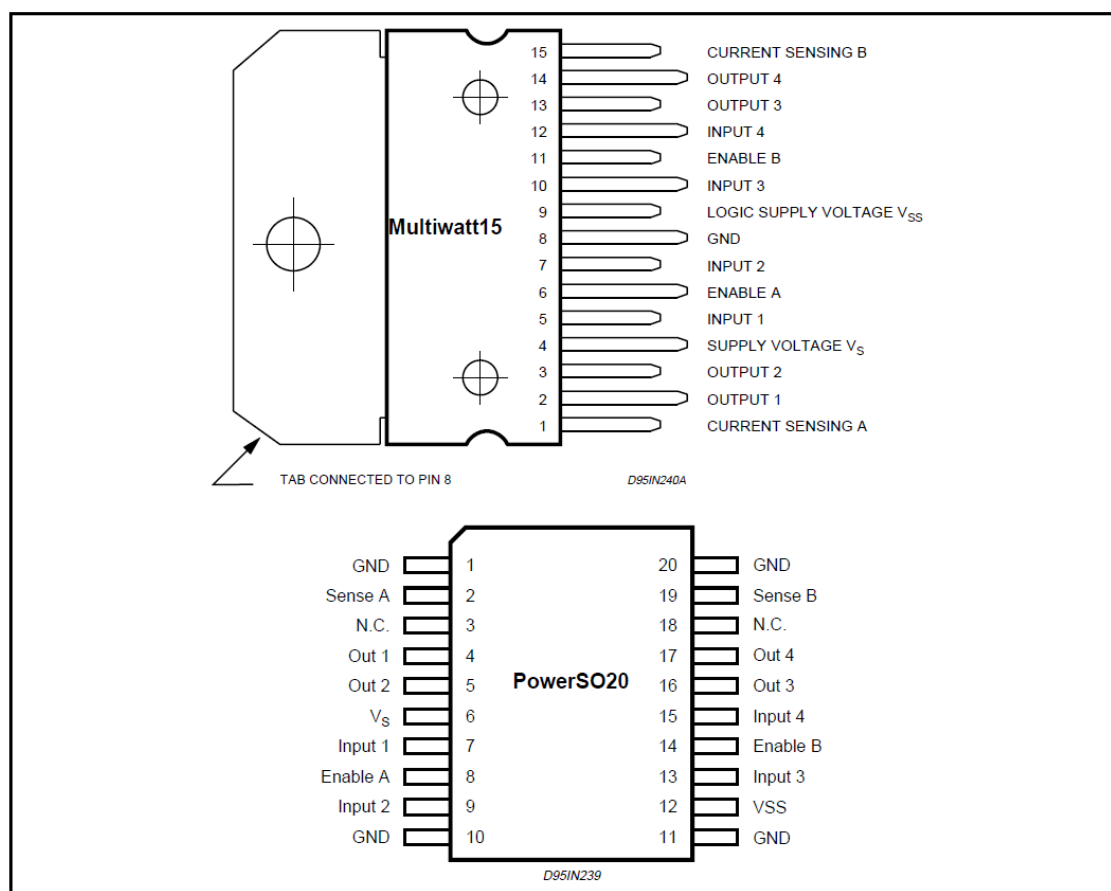 15 CURRENT SENSING B
14 OUTPUT 4
13 OUTPUT 3
12 INPUT 4
11 ENABLE B
10 INPUT 3
9 LOGIC SUPPLY VOLTAGE VSS
Multiwatt15
8 GND
7 INPUT 2
6 ENABLE A
5 INPUT 1
4 SUPPLY VOLTAGE VS
3 OUTPUT 2
2 OUTPUT 1
1 CURRENT SENSING A
TAB CONNECTED TO PIN 8
D95IN240A
GND 1 20 GND
Sense A 2 19 Sense B
N.C. 3 18 N.C.
Out 1 4 17 Out 4
PowerSO20
Out 2 5 16 Out 3
VS 6 15 Input 4
Input 1 7 14 Enable B
Enable A 8 13 Input 3
Input 2 9 12 VSS
GND 10 11 GND
D95IN239